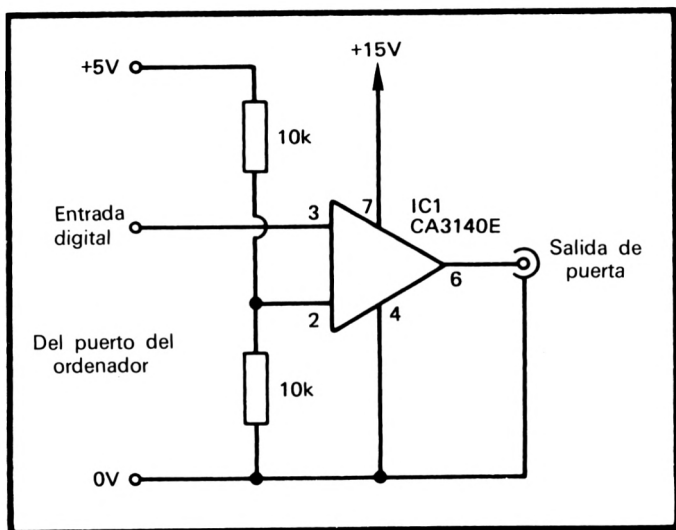 +15V
+5V
10k
Entrada
digital
3
7
IC1
CA3140E
Salida de
puerta
6
2
4
Del puerto del
ordenador
10k
0V